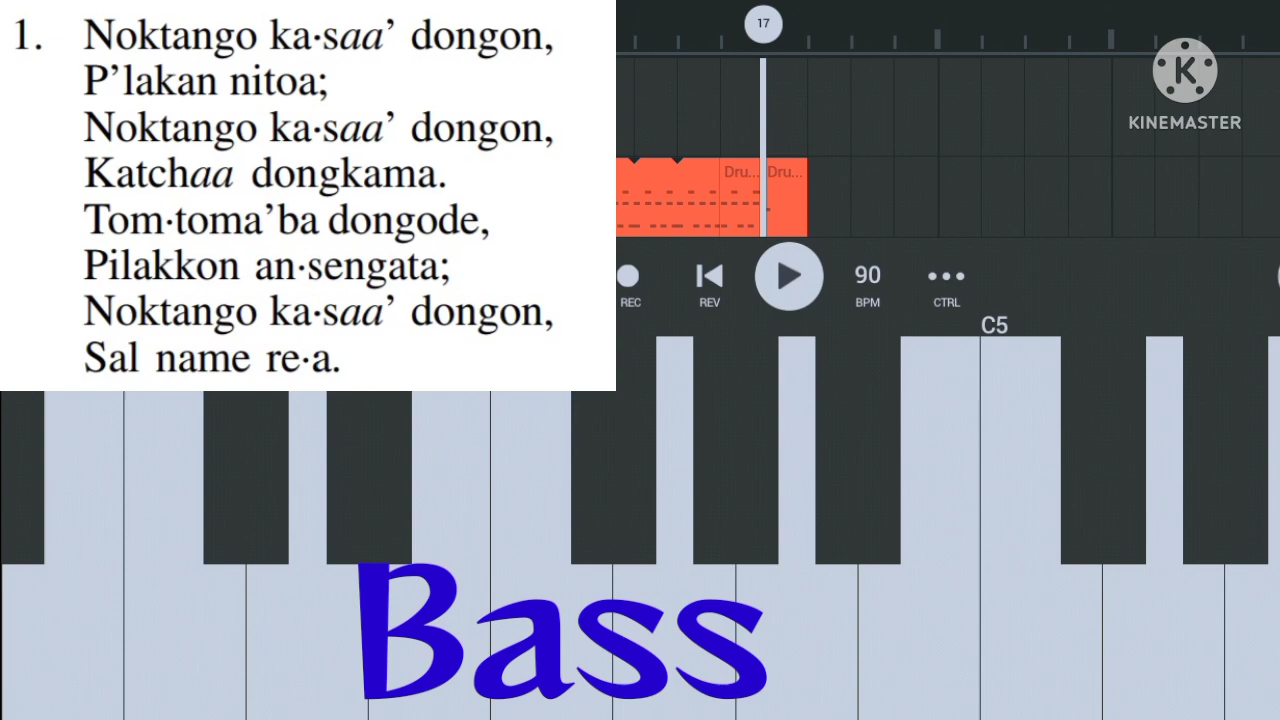 1. Noktango ka·saa’ dongon,
P’lakan nitoa;
Noktango ka·saa’ dongon,
Katchaa dongkama.
Tom·toma’ba dongode,
Pilakkon an·sengata;
Noktango ka·saa’ dongon,
Sal name re·a.
17
KINEMASTER
Dru... Dru...
90
REC REV BPM CTRL
C5
Bass